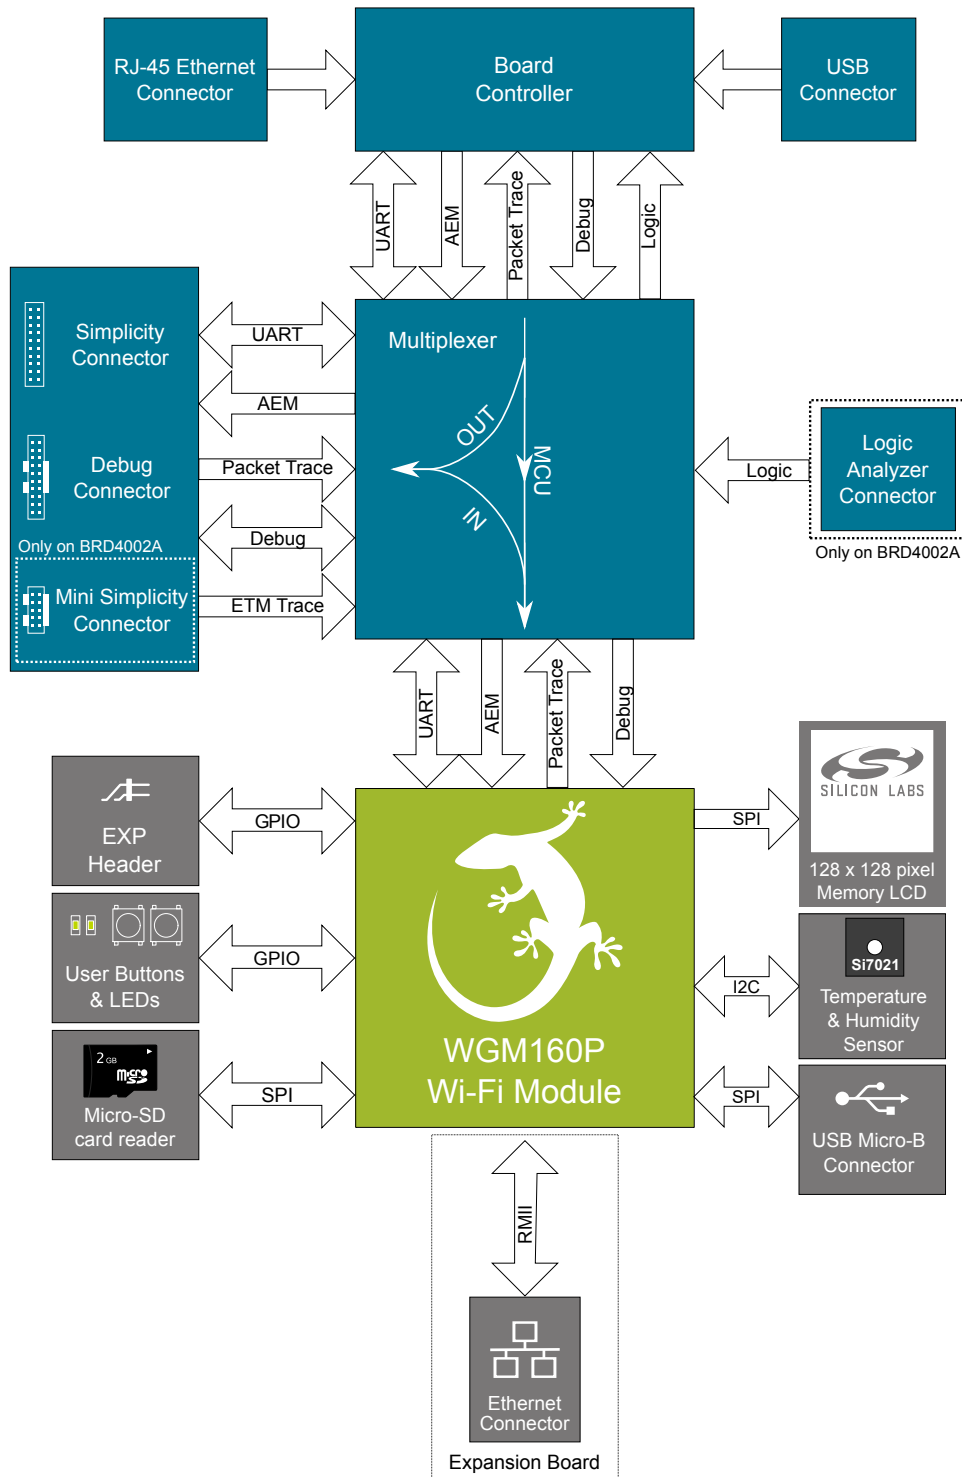 RJ-45 Ethernet
Connector
Board
Controller
USB
Connector
UART
AEM
Packet Trace
Debug
Logic
Simplicity
Connector
Debug
Connector
Only on BRD4002A
Mini Simplicity
Connector
UART
AEM
Packet Trace
Debug
ETM Trace
Multiplexer
OUT
MCU
IN
Logic
Logic
Analyzer
Connector
Only on BRD4002A
UART
AEM
Packet Trace
Debug
EXP
Header
GPIO
User Buttons
& LEDs
GPIO
2 GB
micro
SD
Micro-SD
card reader
SPI
WGM160P
Wi-Fi Module
SPI
SILICON LABS
128 x 128 pixel
Memory LCD
I2C
Si7021
Temperature
& Humidity
Sensor
SPI
USB Micro-B
Connector
RMII
Ethernet
Connector
Expansion Board